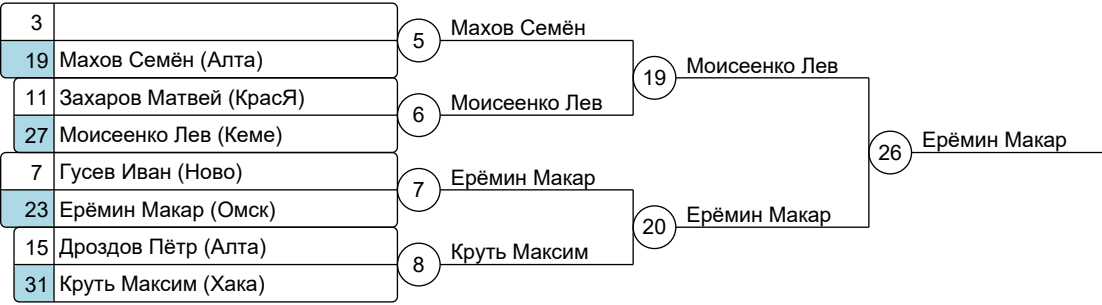 3
19 Махов Семён (Алта)
11 Захаров Матвей (КрасЯ)
27 Моисеенко Лев (Кеме)
7 Гусев Иван (Ново)
23 Ерёмин Макар (Омск)
15 Дроздов Пётр (Алта)
31 Круть Максим (Хака)
5 Махов Семён
6 Моисеенко Лев
7 Ерёмин Макар
8 Круть Максим
19 Моисеенко Лев
20 Ерёмин Макар
26 Ерёмин Макар